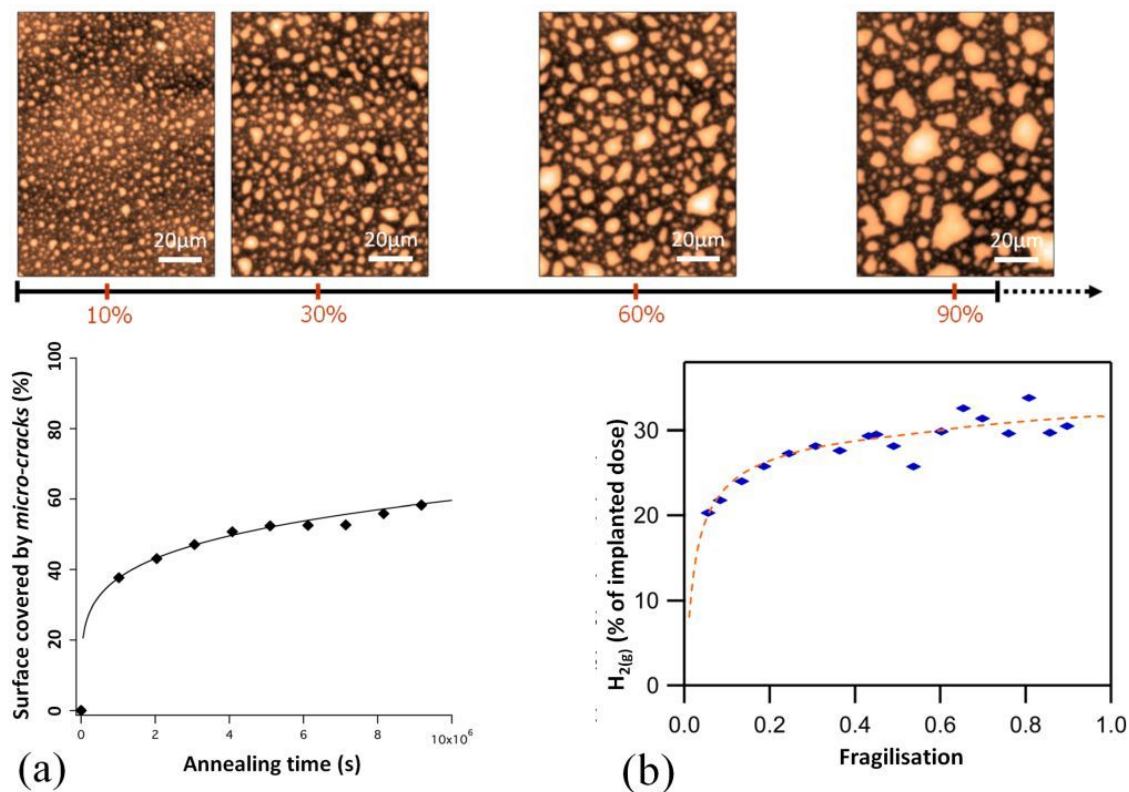 20µm
20µm
20µm
20µm
10%
30%
60%
90%
Surface covered by micro-cracks (%)
100
80
60
40
20
0
0
2
4
6
8
10x10⁶
Annealing time (s)
(a)
H2(g) (% of implanted dose)
30
20
10
0
0.0
0.2
0.4
0.6
0.8
1.0
Fragilisation
(b)